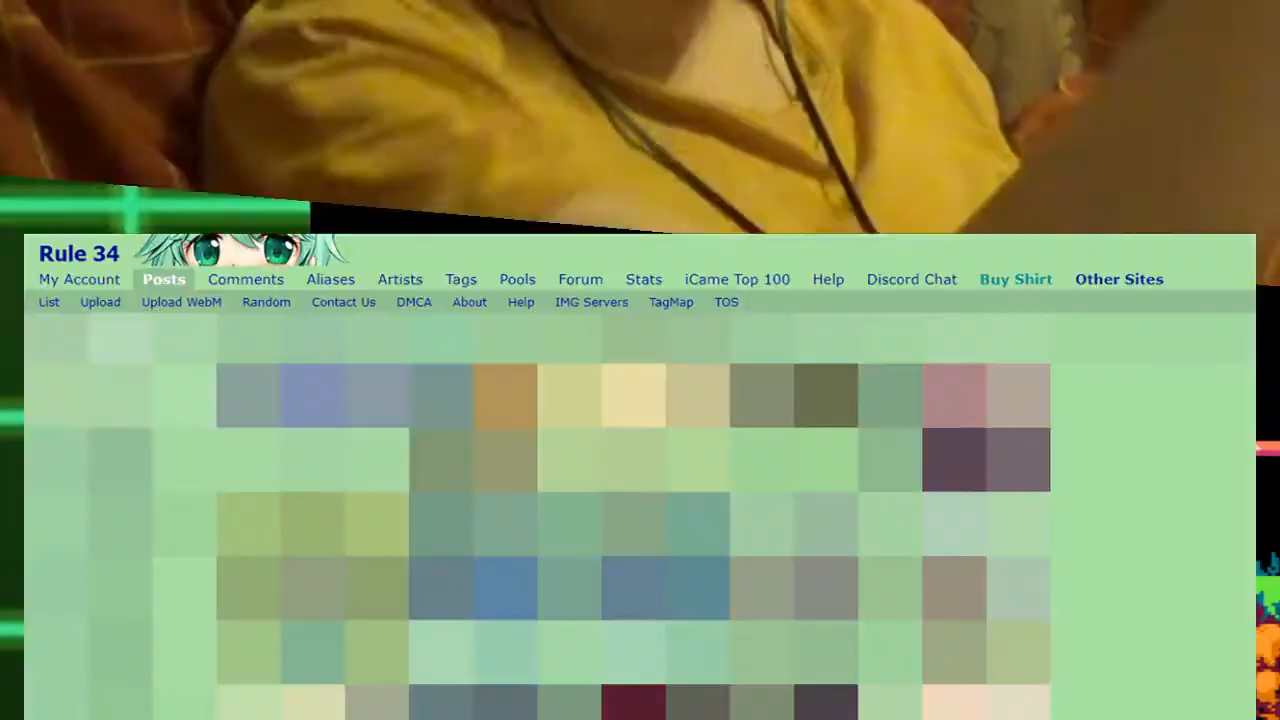 Rule 34
My Account Posts Comments Aliases Artists Tags Pools Forum Stats iCame Top 100 Help Discord Chat Buy Shirt Other Sites
List Upload Upload WebM Random Contact Us DMCA About Help IMG Servers TagMap TOS